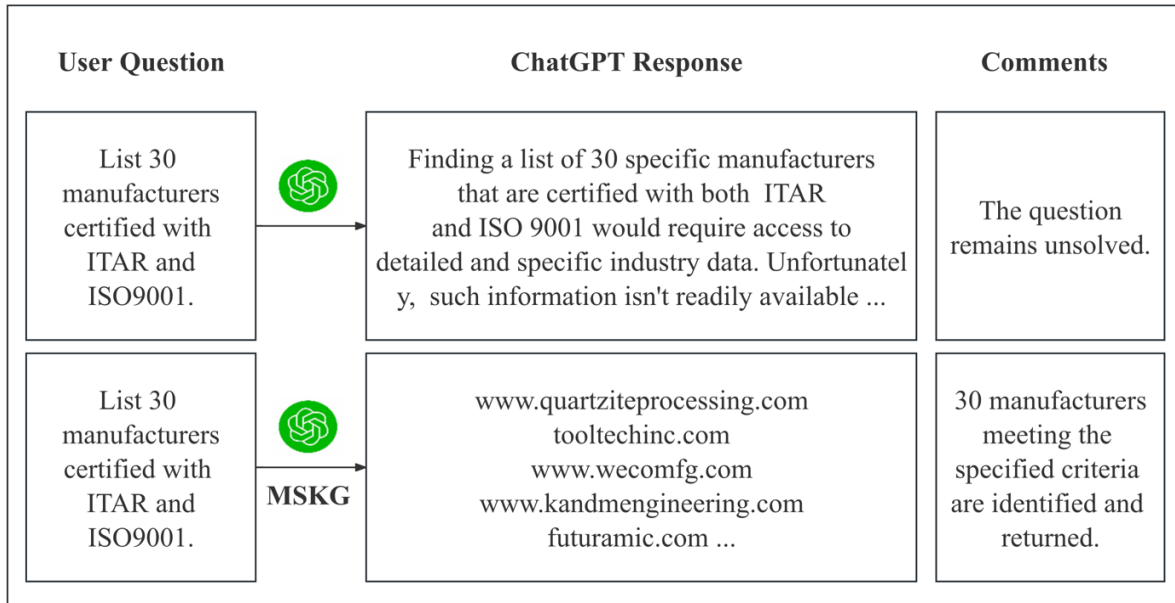 User Question
ChatGPT Response
Comments
List 30
manufacturers
certified with
ITAR and
ISO9001.
Finding a list of 30 specific manufacturers
that are certified with both ITAR
and ISO 9001 would require access to
detailed and specific industry data. Unfortunatel
y, such information isn't readily available ...
The question
remains unsolved.
List 30
manufacturers
certified with
ITAR and
ISO9001.
MSKG
www.quartziteprocessing.com
tooltechinc.com
www.wecomfg.com
www.kandmengineering.com
futuramic.com ...
30 manufacturers
meeting the
specified criteria
are identified and
returned.